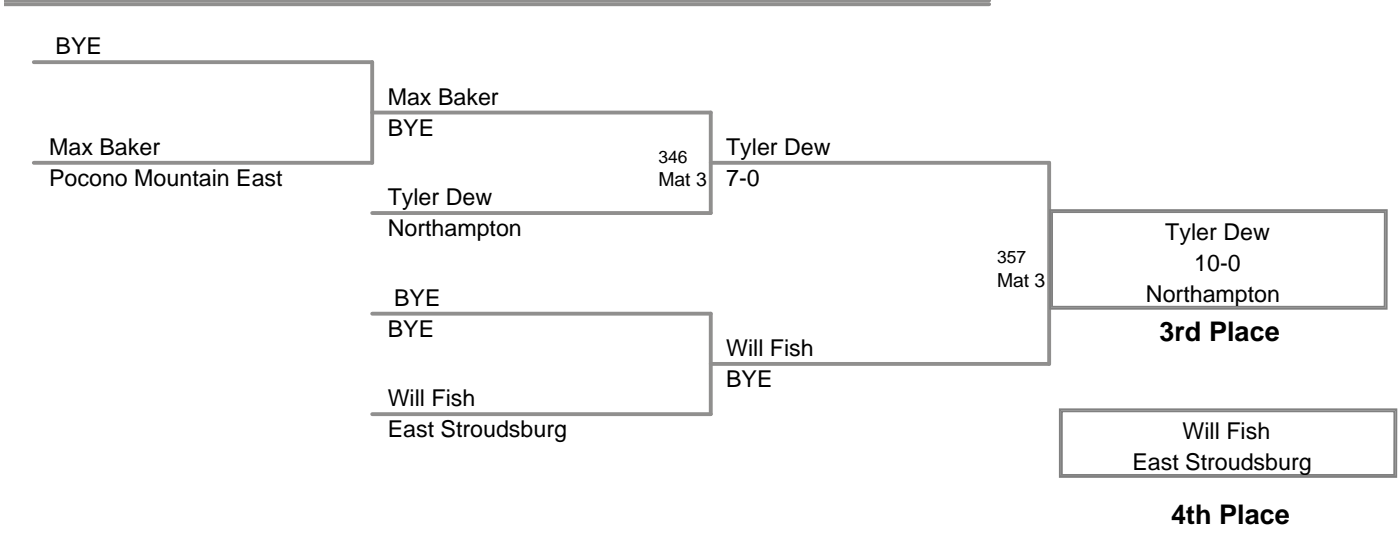 BYE
Max Baker
BYE
Max Baker
Pocono Mountain East
346
Mat 3
Tyler Dew
7-0
Tyler Dew
Northampton
357
Mat 3
Tyler Dew
10-0
Northampton
3rd Place
BYE
BYE
Will Fish
BYE
Will Fish
East Stroudsburg
Will Fish
East Stroudsburg
4th Place